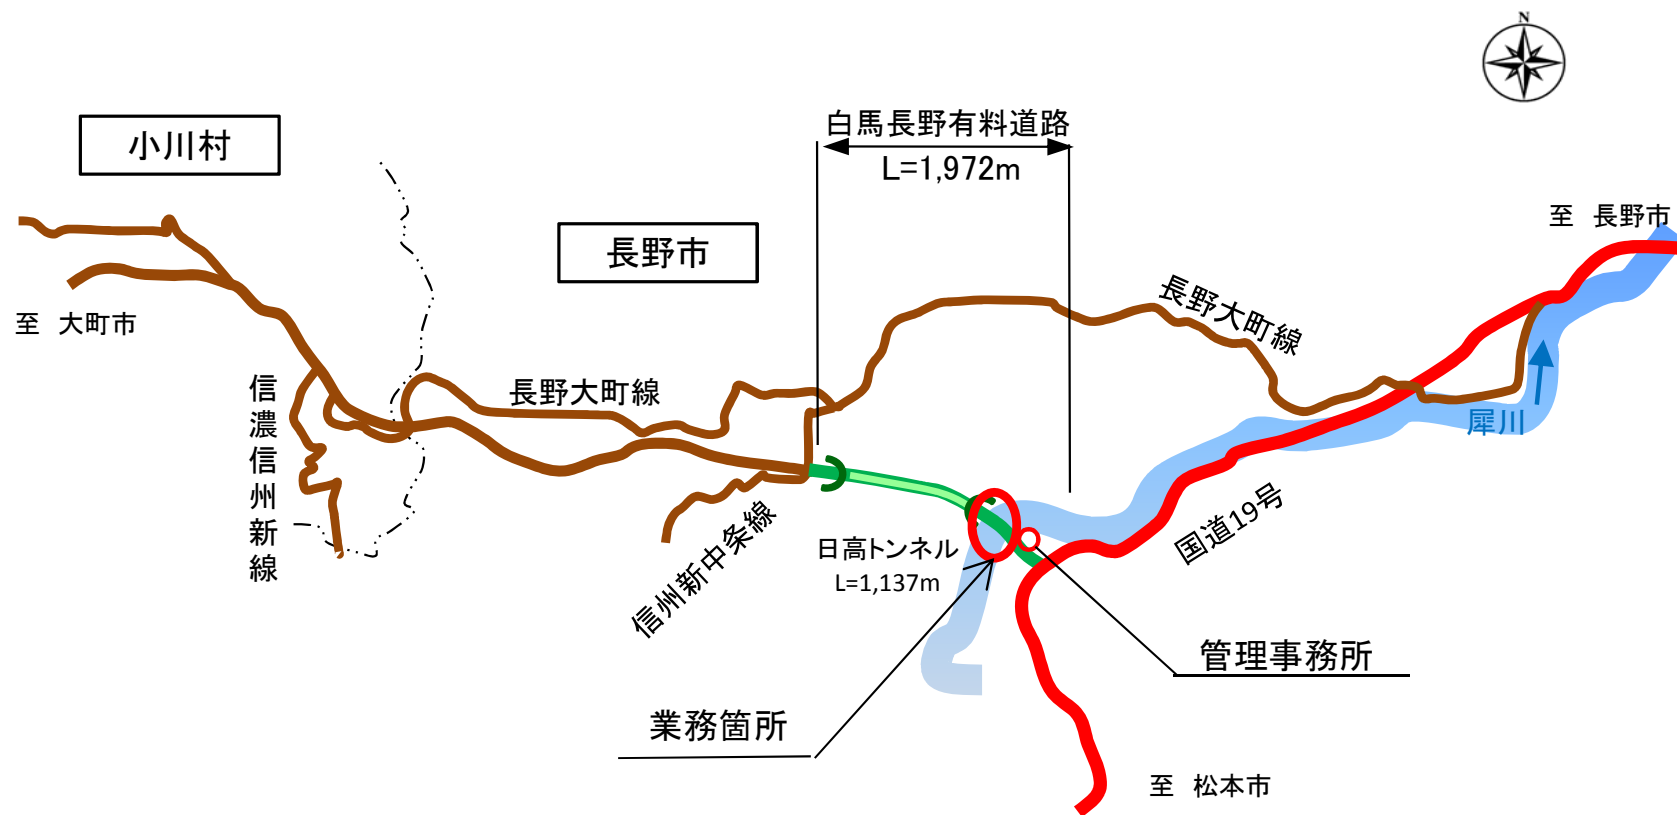 N
白馬長野有料道路
L=1,972m
小川村
長野市
至 長野市
至 大町市
長野大町線
長野大町線
信濃信州新線
犀川
国道19号
信州新中条線
日高トンネル
L=1,137m
管理事務所
業務箇所
至 松本市